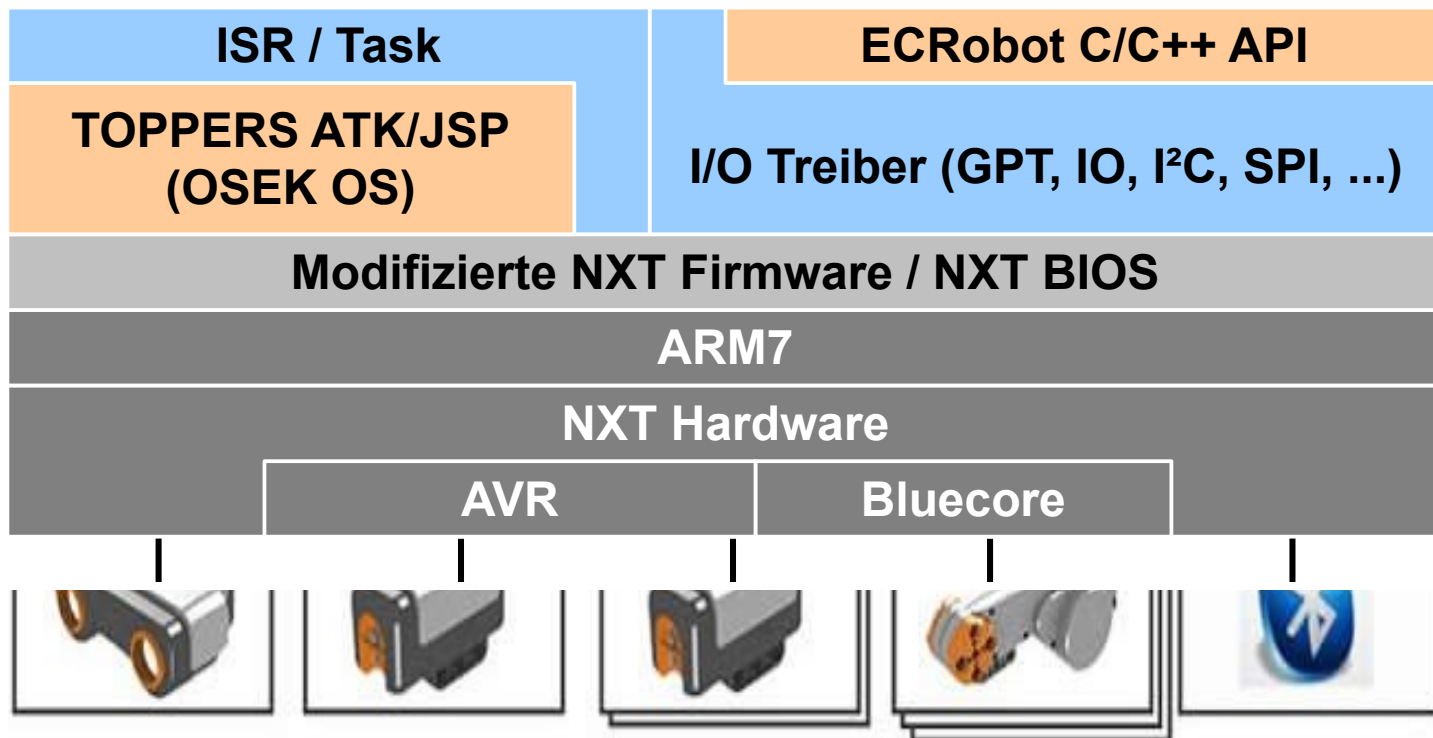 ISR / Task
ECRobot C/C++ API
TOPPERS ATK/JSP
(OSEK OS)
I/O Treiber (GPT, IO, I²C, SPI, ...)
Modifizierte NXT Firmware / NXT BIOS
ARM7
NXT Hardware
AVR
Bluecore